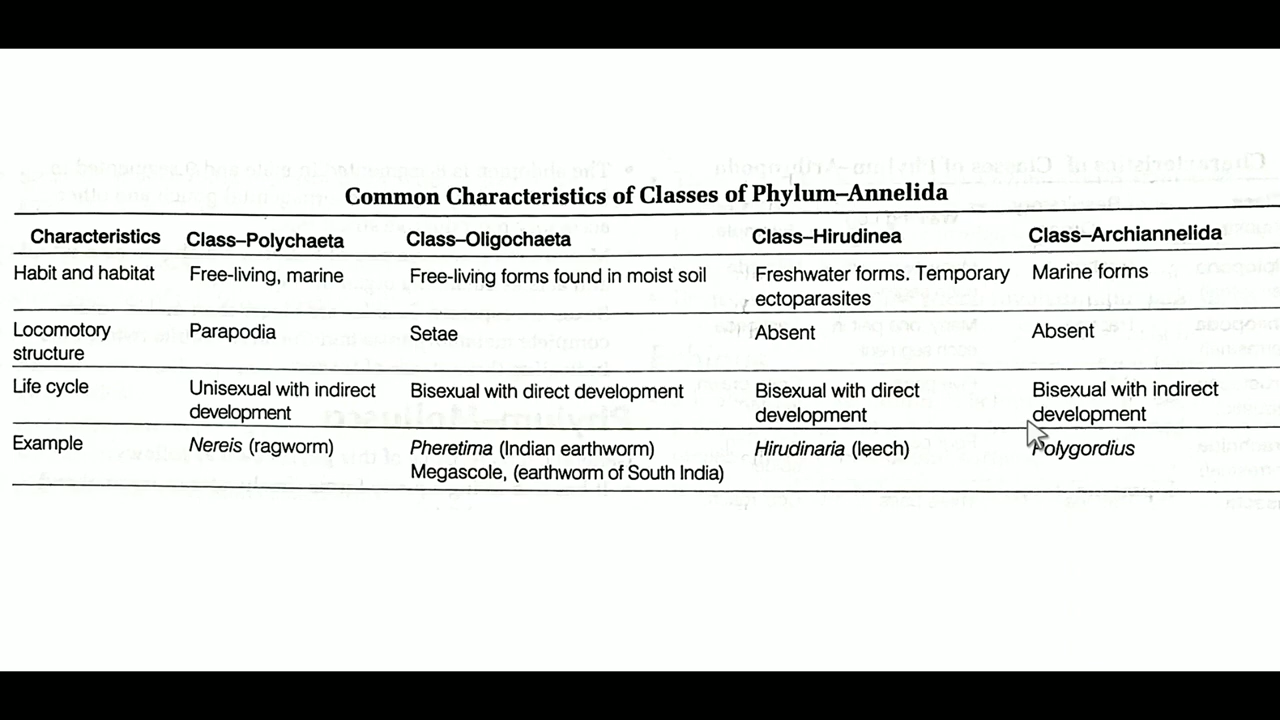 Common Characteristics of Classes of Phylum–Annelida
Characteristics Class–Polychaeta Class–Oligochaeta Class–Hirudinea Class–Archiannelida
Habit and habitat Free-living, marine Free-living forms found in moist soil Freshwater forms. Temporary Marine forms
ectoparasites
Locomotory Parapodia Setae Absent Absent
structure
Life cycle Unisexual with indirect Bisexual with direct development Bisexual with direct Bisexual with indirect
development development development
Example Nereis (ragworm) Pheretima (Indian earthworm) Hirudinaria (leech) Polygordius
Megascole, (earthworm of South India)